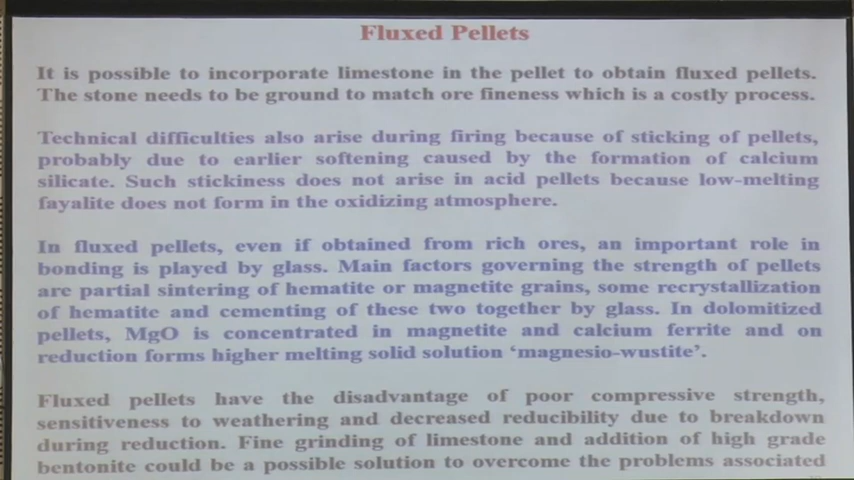 Fluxed Pellets
It is possible to incorporate limestone in the pellet to obtain fluxed pellets.
The stone needs to be ground to match ore fineness which is a costly process.
Technical difficulties also arise during firing because of sticking of pellets,
probably due to earlier softening caused by the formation of calcium
silicate. Such stickiness does not arise in acid pellets because low-melting
fayalite does not form in the oxidizing atmosphere.
In fluxed pellets, even if obtained from rich ores, an important role in
bonding is played by glass. Main factors governing the strength of pellets
are partial sintering of hematite or magnetite grains, some recrystallization
of hematite and cementing of these two together by glass. In dolomitized
pellets, MgO is concentrated in magnetite and calcium ferrite and on
reduction forms higher melting solid solution ‘magnesio-wustite’.
Fluxed pellets have the disadvantage of poor compressive strength,
sensitiveness to weathering and decreased reducibility due to breakdown
during reduction. Fine grinding of limestone and addition of high grade
bentonite could be a possible solution to overcome the problems associated